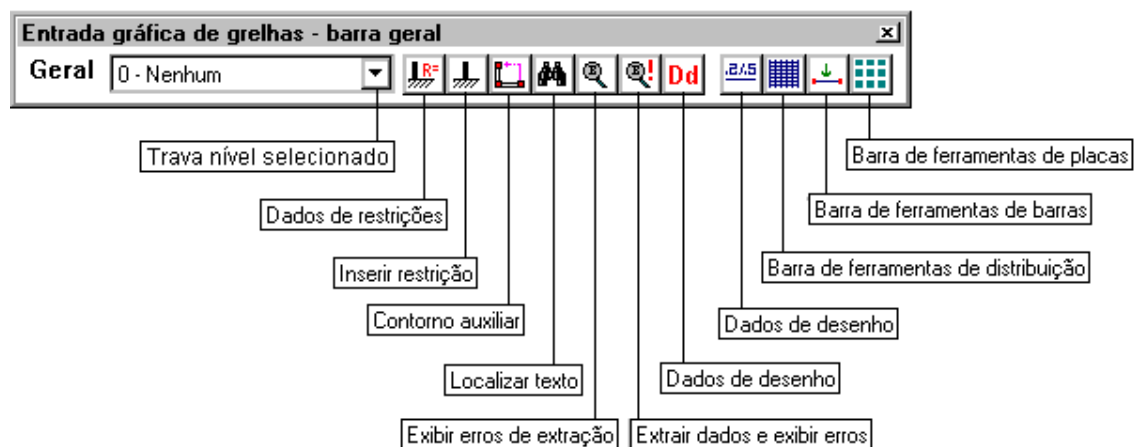 Entrada gráfica de grelhas - barra geral
Geral 0 - Nenhum R= Dd
Trava nível selecionado
Barra de ferramentas de placas
Dados de restrições
Barra de ferramentas de barras
Inserir restrição
Barra de ferramentas de distribuição
Contorno auxiliar
Dados de desenho
Localizar texto
Dados de desenho
Exibir erros de extração
Extrair dados e exibir erros